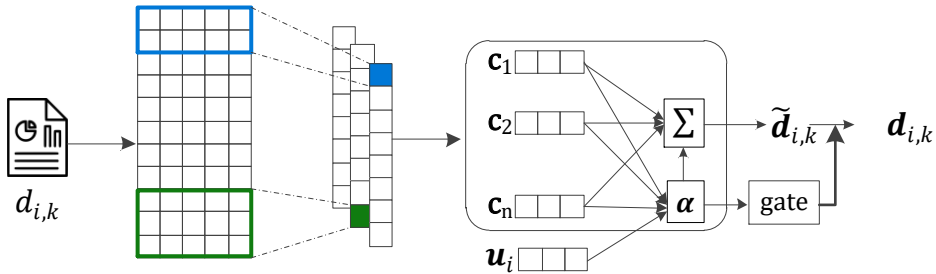 d_{i,k}
c_1
c_2
c_n
u_i
∑
α
gate
d̃_{i,k}
d_{i,k}